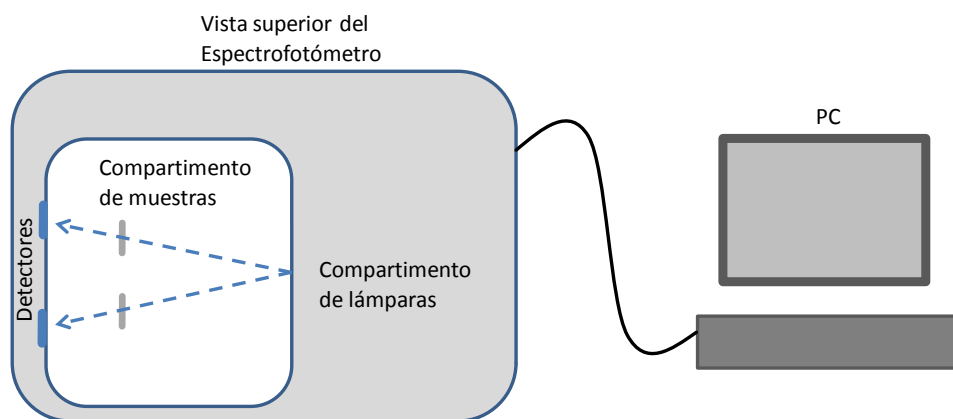 Vista superior del
Espectrofotómetro
PC
Compartimento
de muestras
Detectores
Compartimento
de lámparas